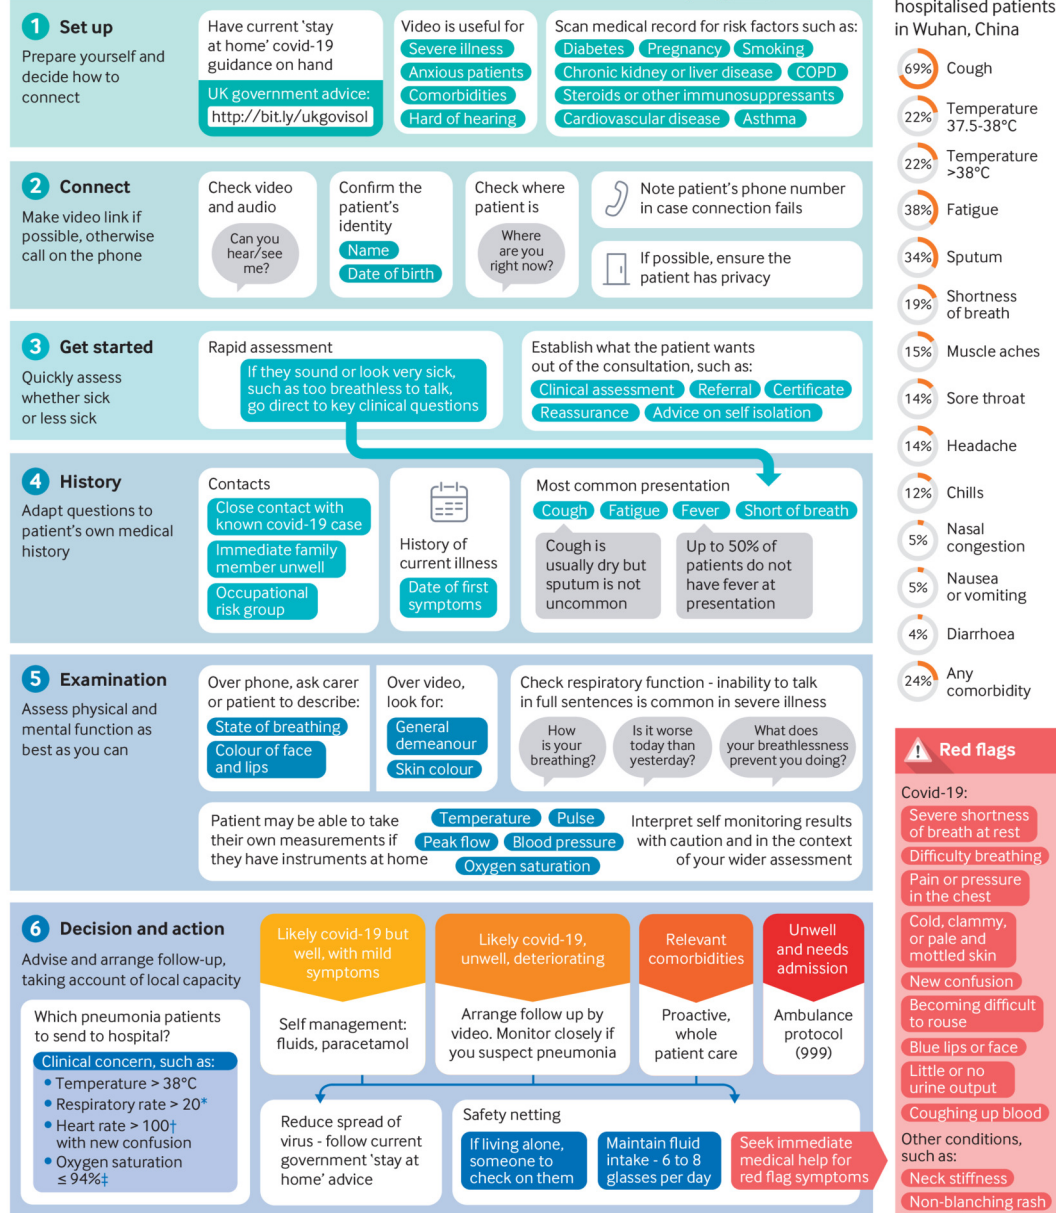 1 Set up
Prepare yourself and
decide how to
connect
Have current ‘stay
at home’ covid-19
guidance on hand
UK government advice:
http://bit.ly/ukgovisol
Video is useful for
Severe illness
Anxious patients
Comorbidities
Hard of hearing
Scan medical record for risk factors such as:
Diabetes Pregnancy Smoking
Chronic kidney or liver disease COPD
Steroids or other immunosuppressants
Cardiovascular disease Asthma
2 Connect
Make video link if
possible, otherwise
call on the phone
Check video
and audio
Can you
hear/see
me?
Confirm the
patient’s
identity
Name
Date of birth
Check where
patient is
Where
are you
right now?
Note patient’s phone number
in case connection fails
If possible, ensure the
patient has privacy
3 Get started
Quickly assess
whether sick
or less sick
Rapid assessment
If they sound or look very sick,
such as too breathless to talk,
go direct to key clinical questions
Establish what the patient wants
out of the consultation, such as:
Clinical assessment Referral Certificate
Reassurance Advice on self isolation
4 History
Adapt questions to
patient’s own medical
history
Contacts
Close contact with
known covid-19 case
Immediate family
member unwell
Occupational
risk group
History of
current illness
Date of first
symptoms
Most common presentation
Cough Fatigue Fever Short of breath
Cough is
usually dry but
sputum is not
uncommon
Up to 50% of
patients do not
have fever at
presentation
5 Examination
Assess physical and
mental function as
best as you can
Over phone, ask carer
or patient to describe:
State of breathing
Colour of face
and lips
Over video,
look for:
General
demeanour
Skin colour
Check respiratory function - inability to talk
in full sentences is common in severe illness
How
is your
breathing?
Is it worse
today than
yesterday?
What does
your breathlessness
prevent you doing?
Patient may be able to take
their own measurements if
they have instruments at home
Temperature Pulse
Peak flow Blood pressure
Oxygen saturation
Interpret self monitoring results
with caution and in the context
of your wider assessment
6 Decision and action
Advise and arrange follow-up,
taking account of local capacity
Which pneumonia patients
to send to hospital?
Clinical concern, such as:
• Temperature > 38°C
• Respiratory rate > 20*
• Heart rate > 100†
with new confusion
• Oxygen saturation
≤ 94%‡
Likely covid-19 but
well, with mild
symptoms
Self management:
fluids, paracetamol
Likely covid-19,
unwell, deteriorating
Arrange follow up by
video. Monitor closely if
you suspect pneumonia
Relevant
comorbidities
Proactive,
whole
patient care
Unwell
and needs
admission
Ambulance
protocol
(999)
Reduce spread of
virus - follow current
government ‘stay at
home’ advice
Safety netting
If living alone,
someone to
check on them
Maintain fluid
intake - 6 to 8
glasses per day
Seek immediate
medical help for
red flag symptoms
hospitalised patients
in Wuhan, China
69% Cough
22% Temperature
37.5-38°C
22% Temperature
>38°C
38% Fatigue
34% Sputum
19% Shortness
of breath
15% Muscle aches
14% Sore throat
14% Headache
12% Chills
5% Nasal
congestion
5% Nausea
or vomiting
4% Diarrhoea
24% Any
comorbidity
Red flags
Covid-19:
Severe shortness
of breath at rest
Difficulty breathing
Pain or pressure
in the chest
Cold, clammy,
or pale and
mottled skin
New confusion
Becoming difficult
to rouse
Blue lips or face
Little or no
urine output
Coughing up blood
Other conditions,
such as:
Neck stiffness
Non-blanching rash